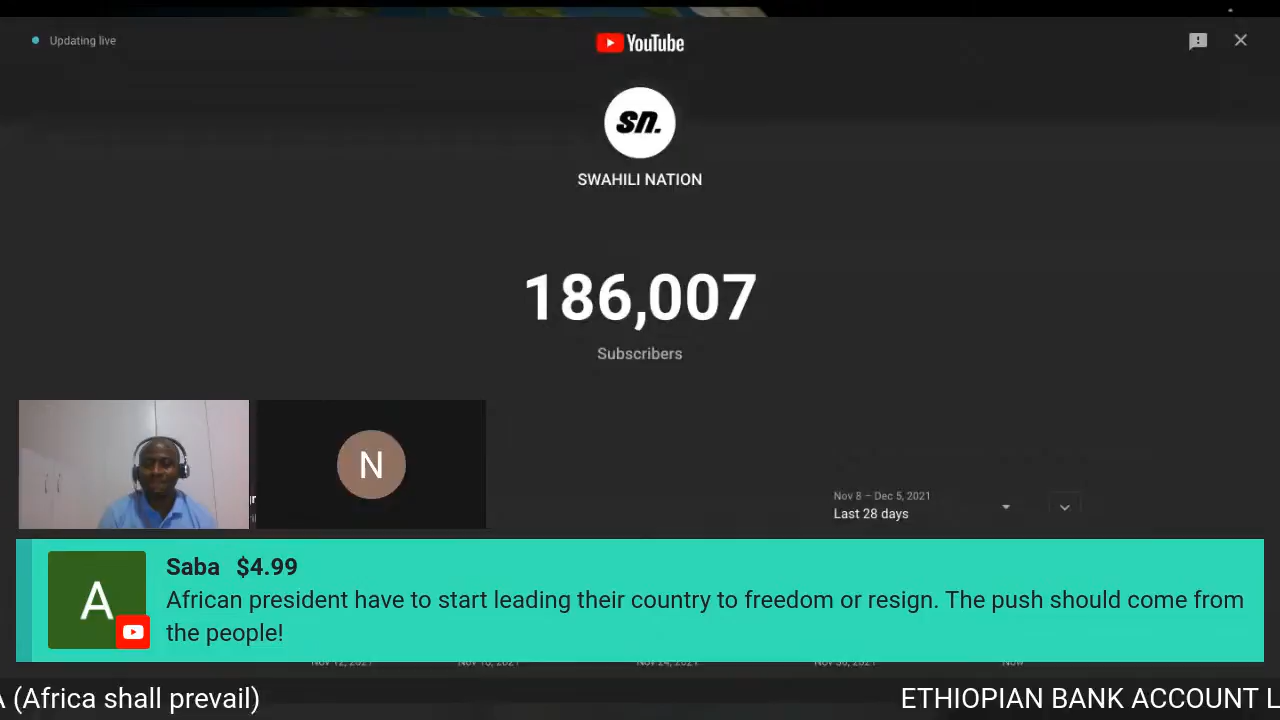 Updating live
YouTube
sn.
SWAHILI NATION
186,007
Subscribers
N
Nov 8 – Dec 5, 2021
Last 28 days
A
Saba $4.99
African president have to start leading their country to freedom or resign. The push should come from
the people!
A (Africa shall prevail)
ETHIOPIAN BANK ACCOUNT L